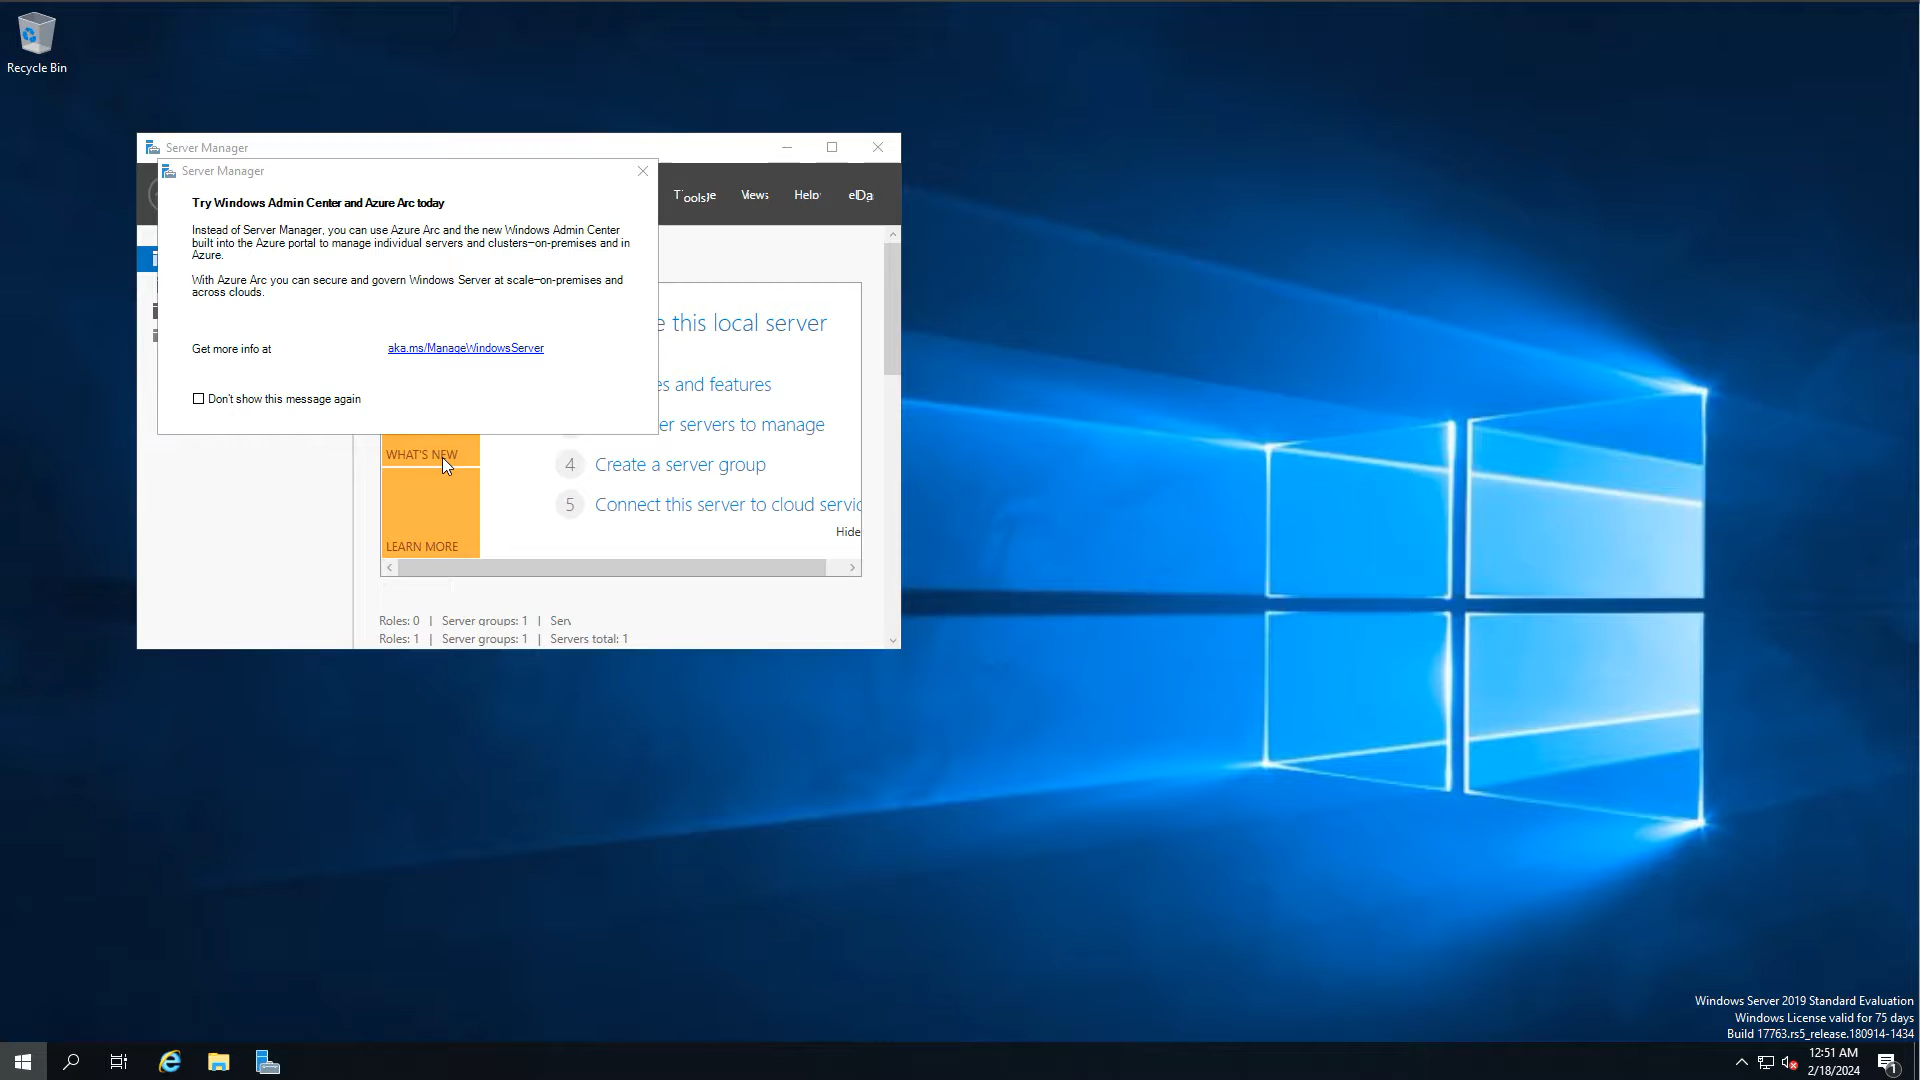 Recycle Bin
Server Manager
Server Manager
Try Windows Admin Center and Azure Arc today
Instead of Server Manager, you can use Azure Arc and the new Windows Admin Center
built into the Azure portal to manage individual servers and clusters—on-premises and in
Azure.
With Azure Arc you can secure and govern Windows Server at scale—on-premises and
across clouds.
Get more info at aka.ms/ManageWindowsServer
Don't show this message again
Views Help
e this local server
es and features
er servers to manage
4 Create a server group
5 Connect this server to cloud servic
Hide
WHAT'S NEW
LEARN MORE
Roles: 0 | Server groups: 1 | Serv
Roles: 1 | Server groups: 1 | Servers total: 1
Windows Server 2019 Standard Evaluation
Windows License valid for 75 days
Build 17763.rs5_release.180914-1434
12:51 AM
2/18/2024
1